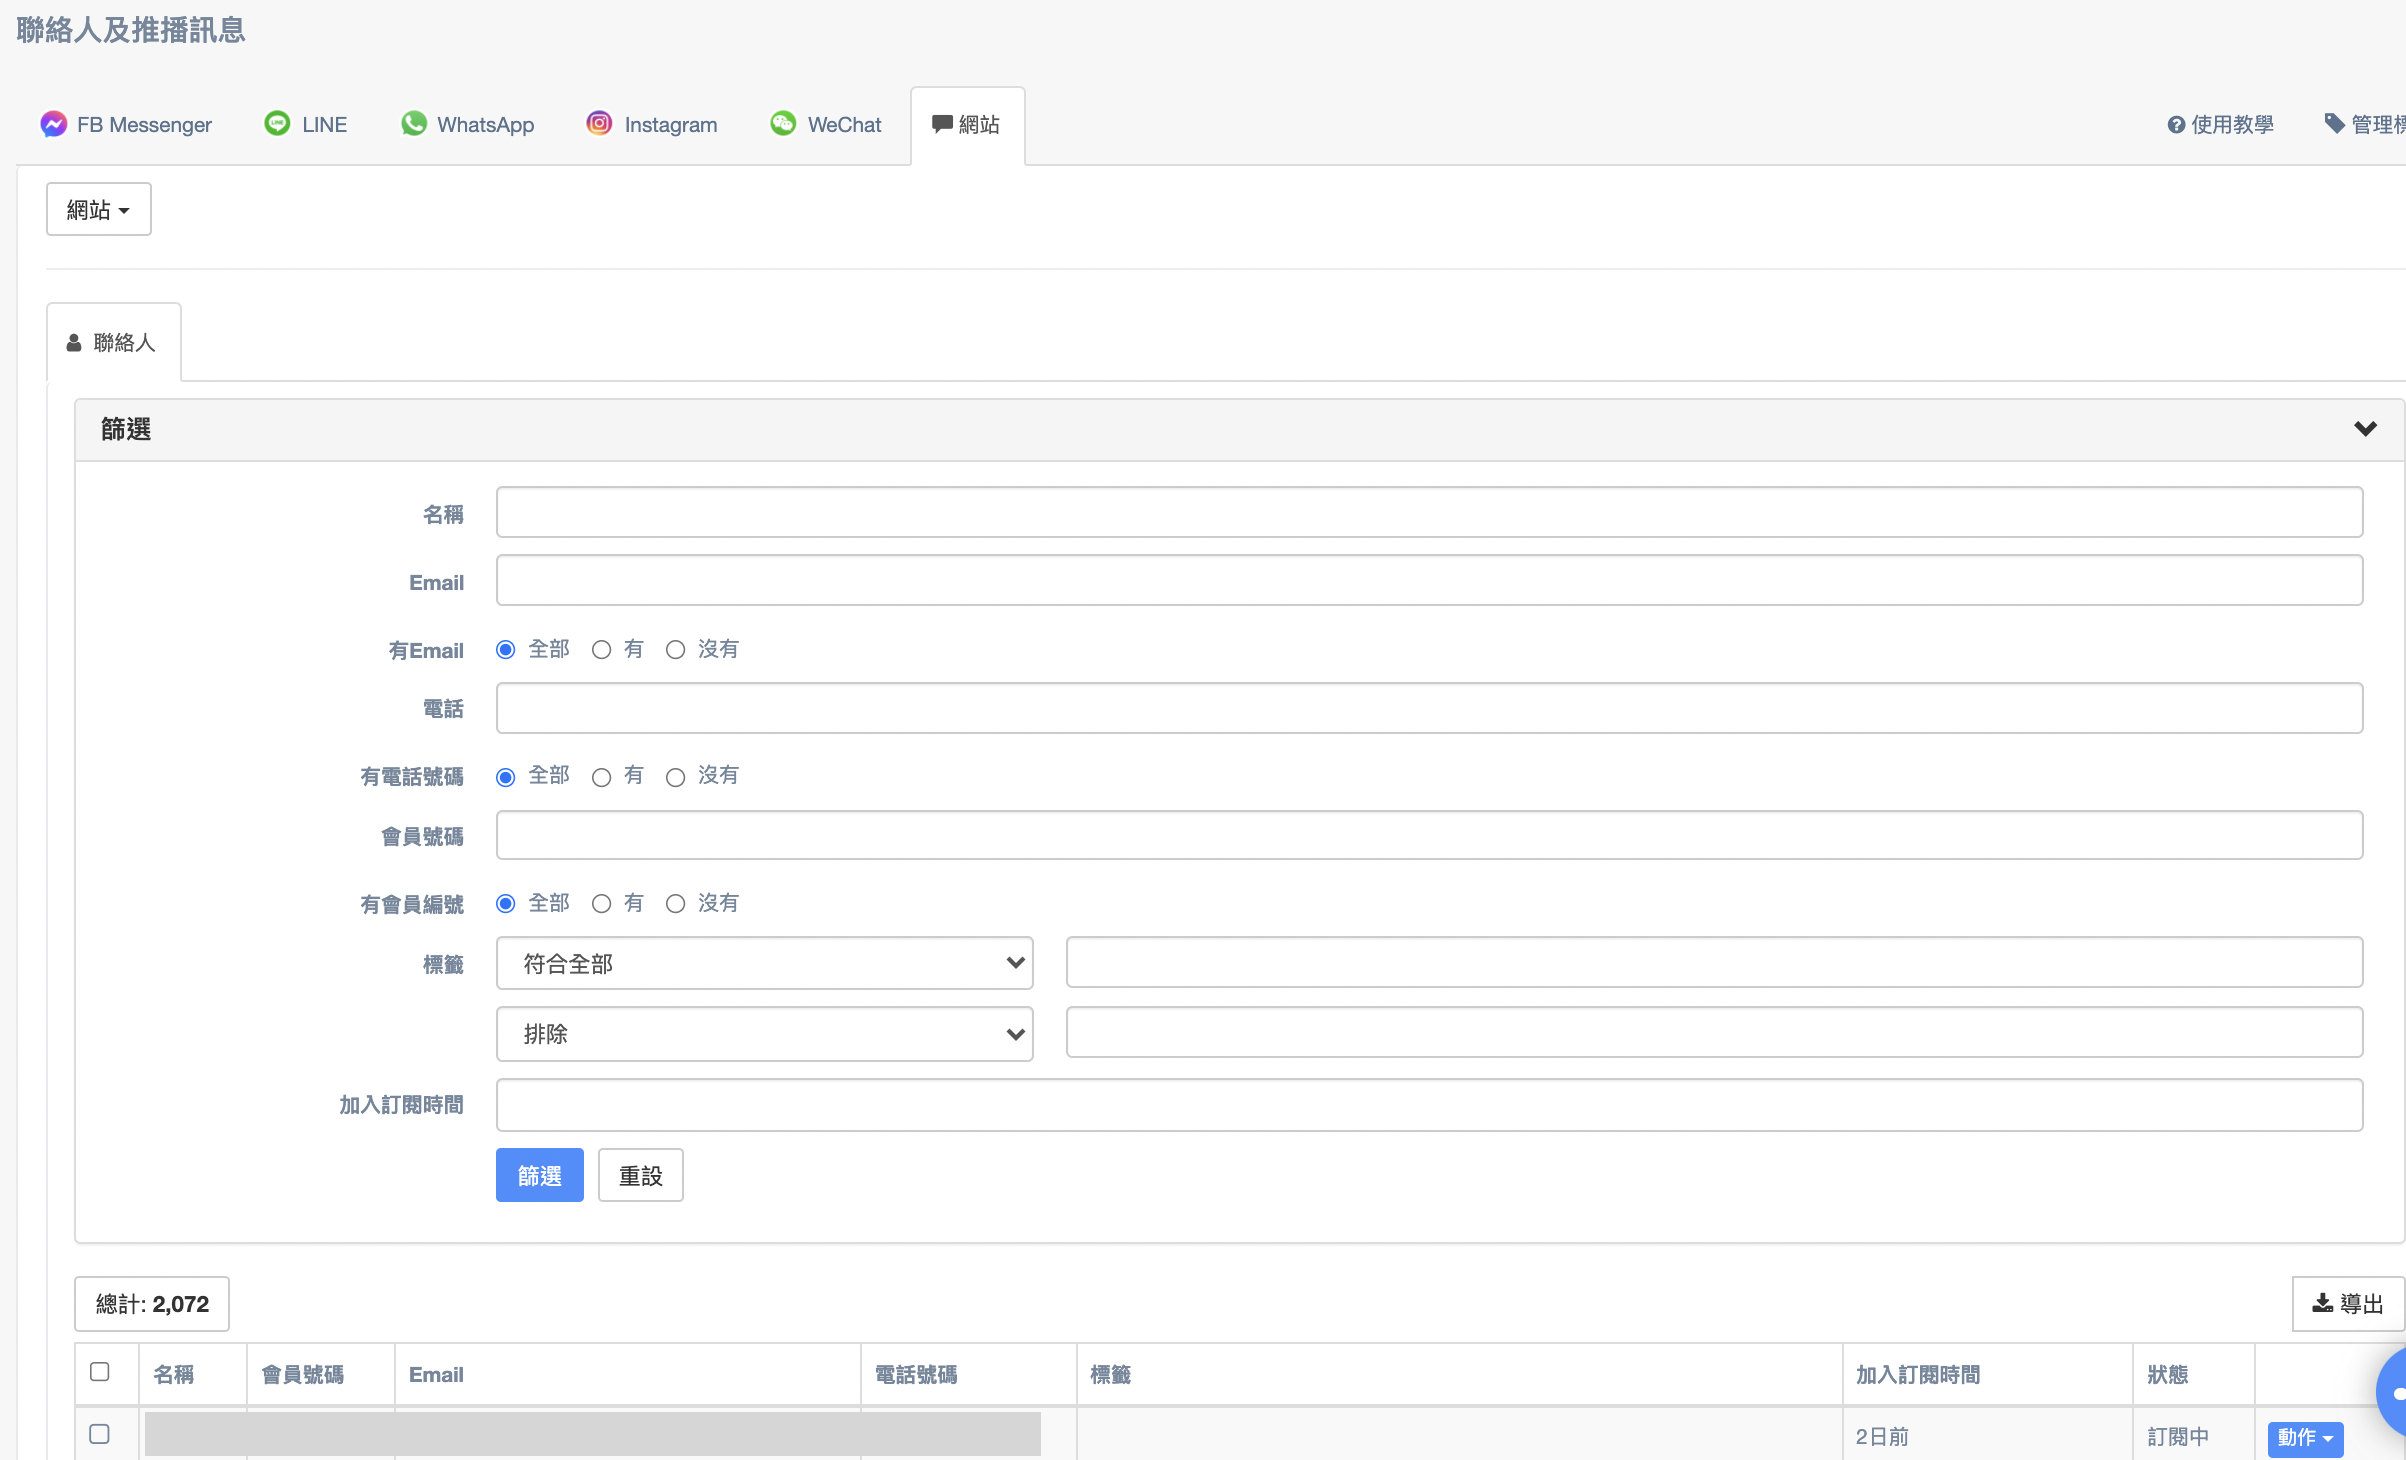 聯絡人及推播訊息
FB Messenger LINE WhatsApp Instagram WeChat 網站 使用教學 管理標
網站
聯絡人
篩選
名稱
Email
有Email 全部 有 沒有
電話
有電話號碼 全部 有 沒有
會員號碼
有會員編號 全部 有 沒有
標籤 符合全部
排除
加入訂閱時間
篩選 重設
總計: 2,072 導出
名稱 會員號碼 Email 電話號碼 標籤 加入訂閱時間 狀態
2日前 訂閱中 動作